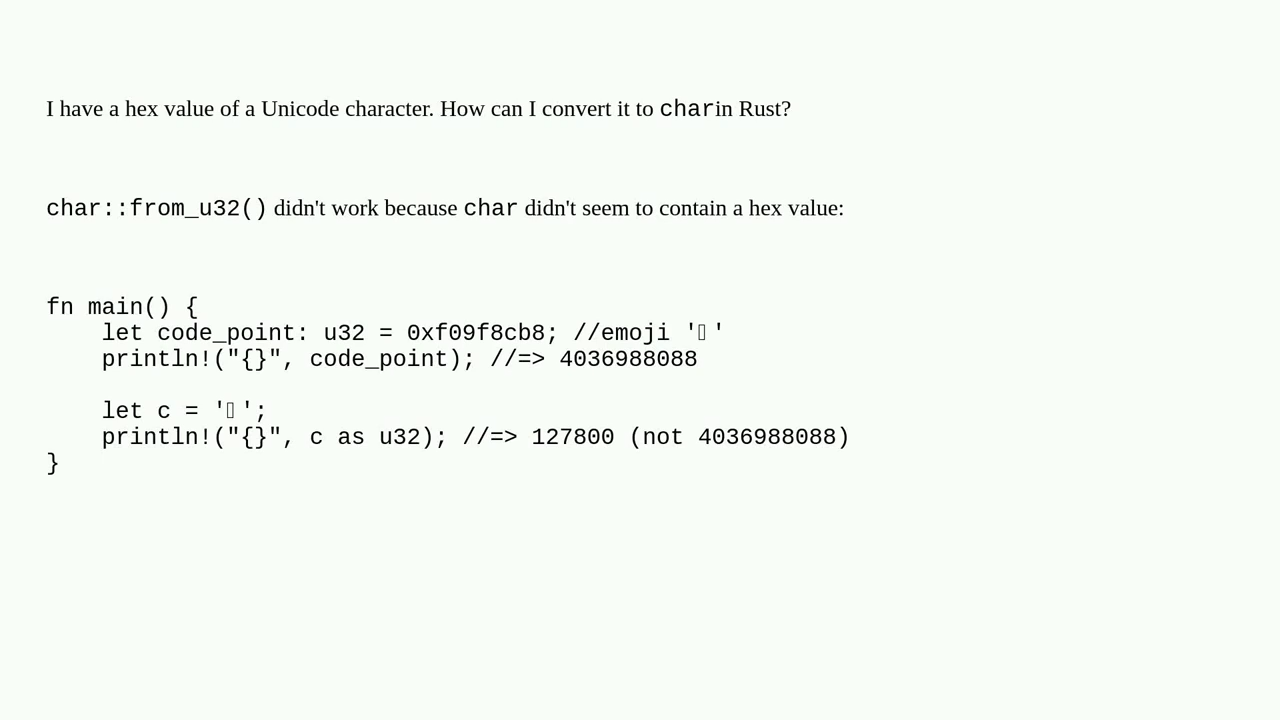 I have a hex value of a Unicode character. How can I convert it to charin Rust?
char::from_u32() didn't work because char didn't seem to contain a hex value:
fn main() {
    let code_point: u32 = 0xf09f8cb8; //emoji '▯'
    println!("{}", code_point); //=> 4036988088
    let c = '▯';
    println!("{}", c as u32); //=> 127800 (not 4036988088)
}